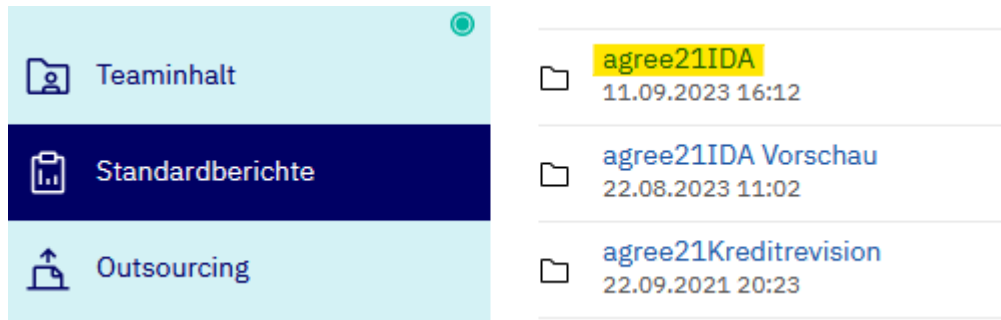 Teaminhalt
Standardberichte
Outsourcing
agree21IDA
11.09.2023 16:12
agree21IDA Vorschau
22.08.2023 11:02
agree21Kreditrevision
22.09.2021 20:23